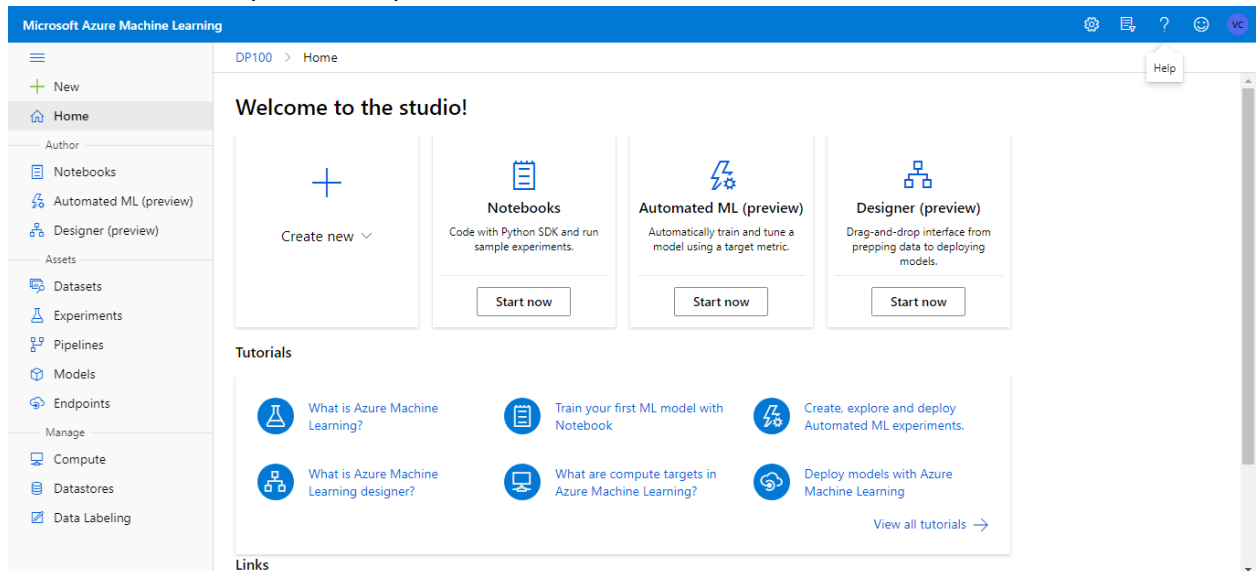 Microsoft Azure Machine Learning
VC
Help
DP100 > Home
New
Home
Author
Notebooks
Automated ML (preview)
Designer (preview)
Assets
Datasets
Experiments
Pipelines
Models
Endpoints
Manage
Compute
Datastores
Data Labeling
Welcome to the studio!
Create new
Notebooks
Code with Python SDK and run
sample experiments.
Start now
Automated ML (preview)
Automatically train and tune a
model using a target metric.
Start now
Designer (preview)
Drag-and-drop interface from
prepping data to deploying
models.
Start now
Tutorials
What is Azure Machine
Learning?
Train your first ML model with
Notebook
Create, explore and deploy
Automated ML experiments.
What is Azure Machine
Learning designer?
What are compute targets in
Azure Machine Learning?
Deploy models with Azure
Machine Learning
View all tutorials
Links